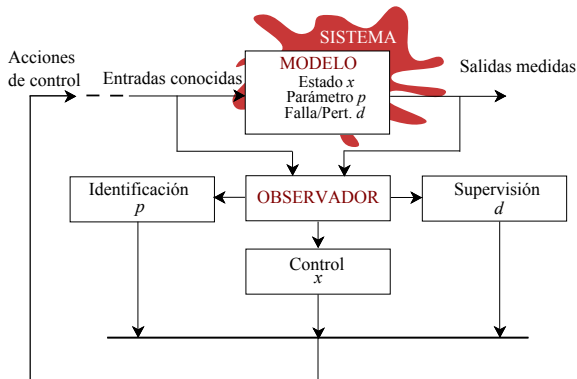 SISTEMA
Acciones
de control
Entradas conocidas
MODELO
Estado x
Parámetro p
Falla/Pert. d
Salidas medidas
Identificación
p
OBSERVADOR
Supervisión
d
Control
x